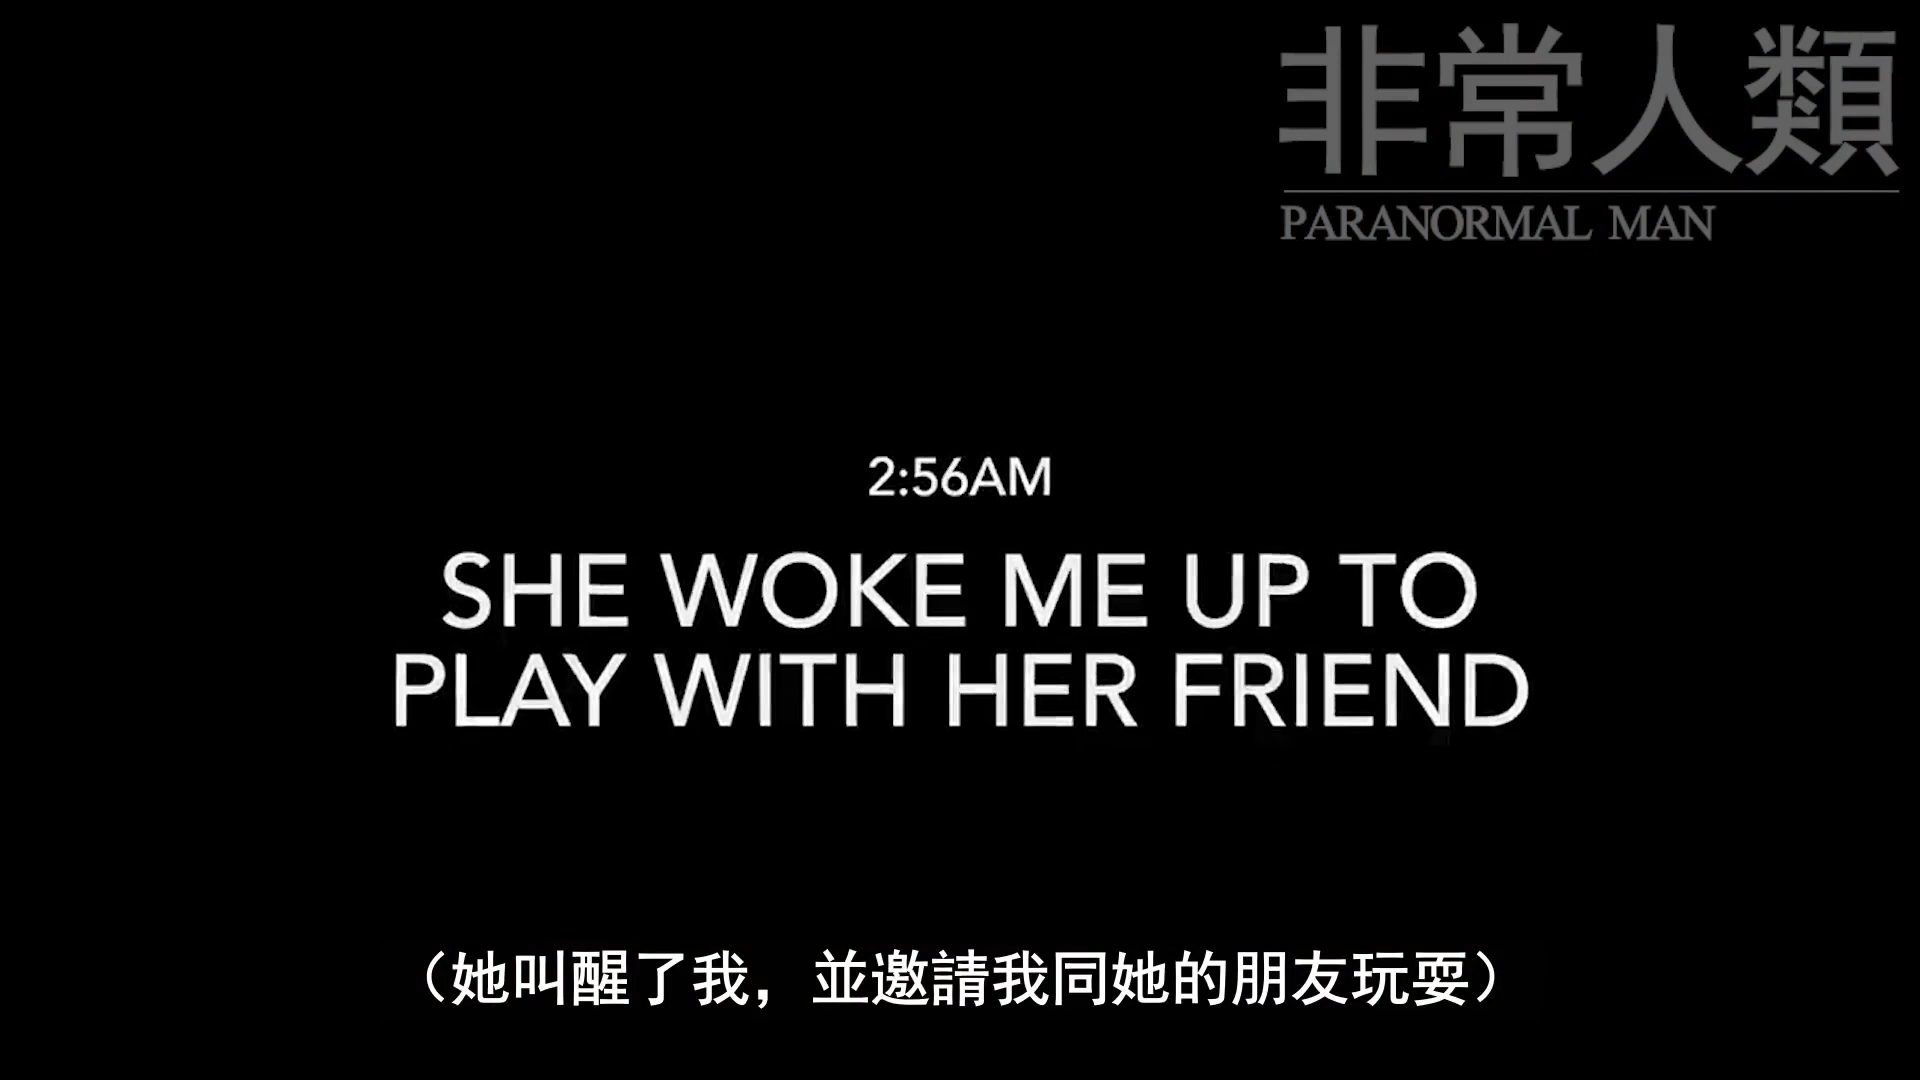 非常人類
PARANORMAL MAN
2:56AM
SHE WOKE ME UP TO
PLAY WITH HER FRIEND
（她叫醒了我，並邀請我同她的朋友玩耍）